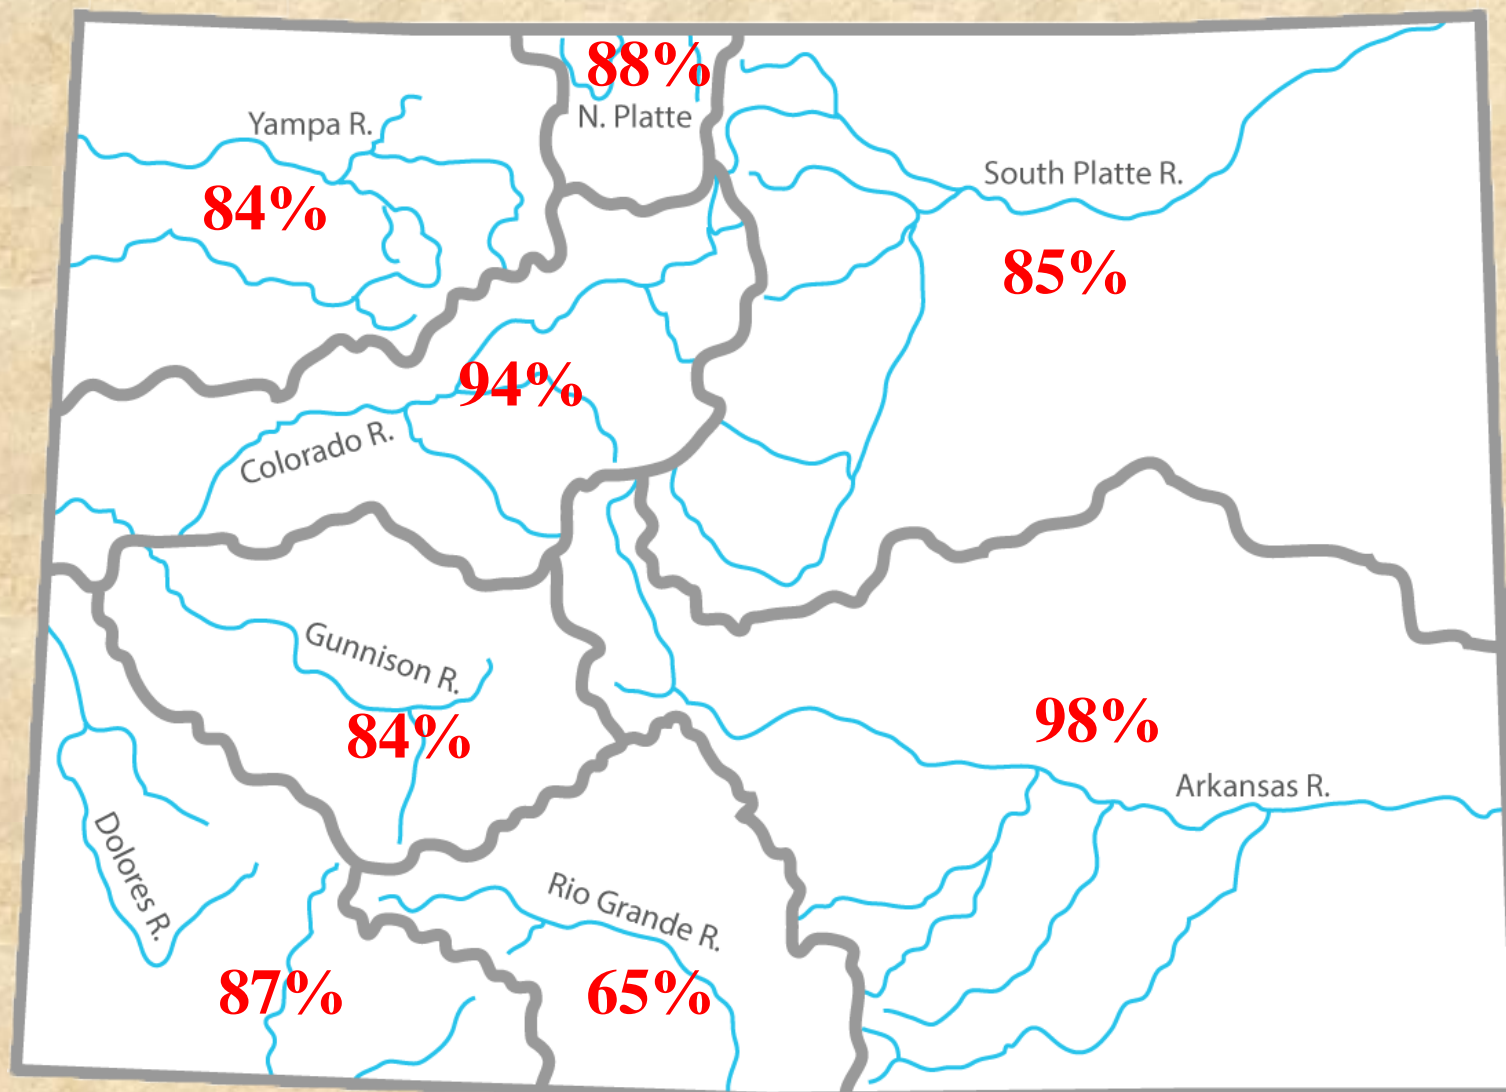 88%
N. Platte
Yampa R.
84%
South Platte R.
85%
94%
Colorado R.
Gunnison R.
84%
98%
Arkansas R.
Dolores R.
87%
Rio Grande R.
65%